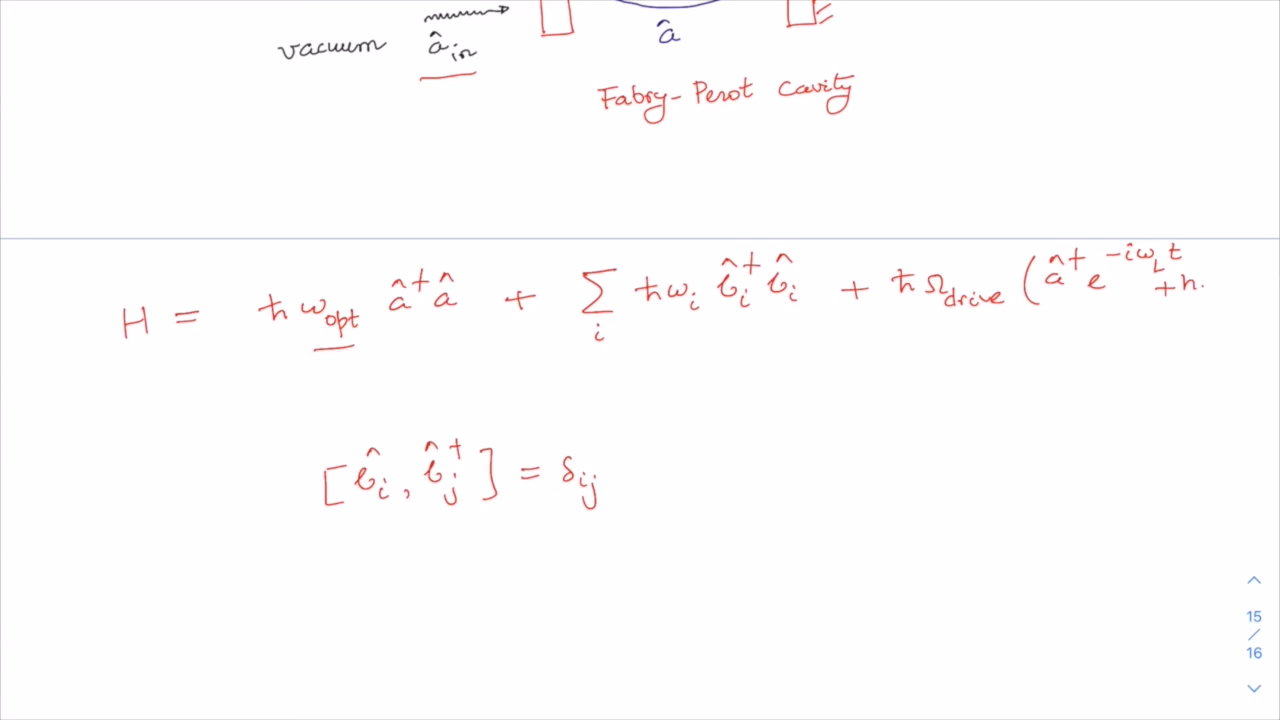 vacuum â_in
â
Fabry-Perot Cavity
H = ħω_opt â†â + Σ_i ħω_i b̂_i† b̂_i + ħΩ_drive (↠e^{-iω_L t} + h.
[b̂_i, b̂_j†] = δ_ij
15
/
16